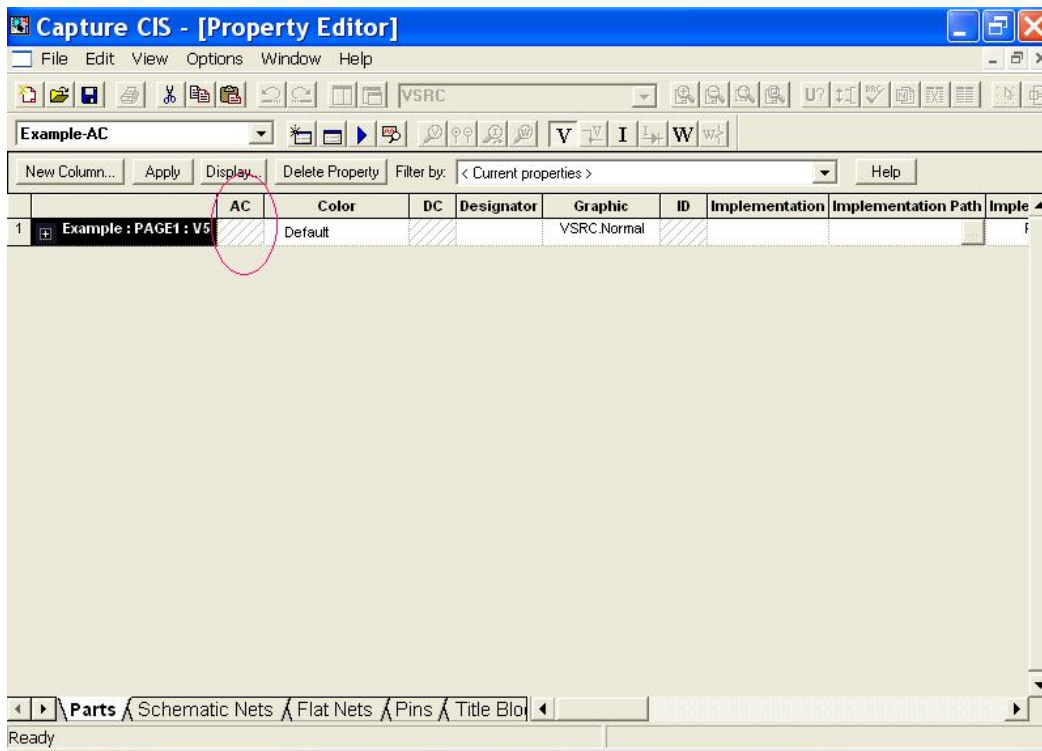 Capture CIS - [Property Editor]
File Edit View Options Window Help
VSRC U? DRC
Example-AC V V I I W W
New Column... Apply Display... Delete Property Filter by: < Current properties > Help
AC Color DC Designator Graphic ID Implementation Implementation Path Imple
1 Example : PAGE1 : V5 Default VSRC.Normal
Parts Schematic Nets Flat Nets Pins Title Blo
Ready